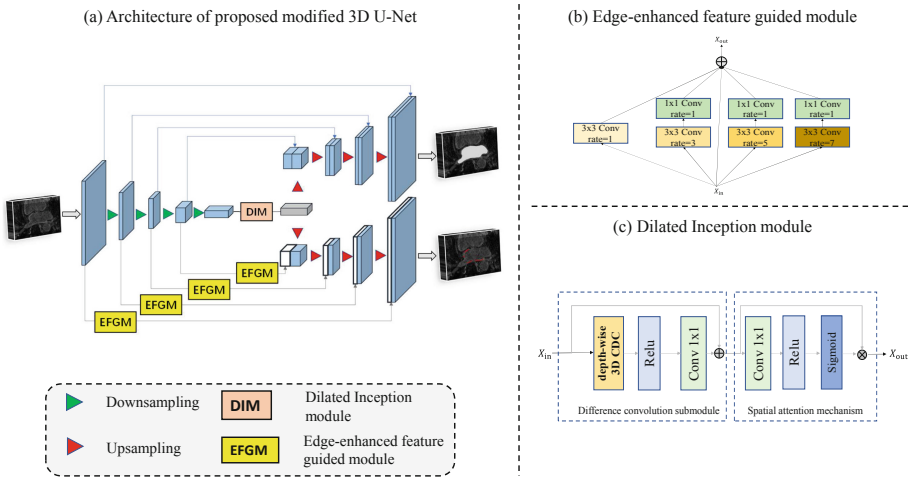 (a) Architecture of proposed modified 3D U-Net
DIM
EFGM
EFGM
EFGM
EFGM
Downsampling
DIM
Dilated Inception
module
Upsampling
EFGM
Edge-enhanced feature
guided module
(b) Edge-enhanced feature guided module
Xout
1x1 Conv
rate=1
1x1 Conv
rate=1
1x1 Conv
rate=1
3x3 Conv
rate=1
3x3 Conv
rate=3
3x3 Conv
rate=5
3x3 Conv
rate=7
Xin
(c) Dilated Inception module
Xin
depth-wise
3D CDC
Relu
Conv 1x1
Conv 1x1
Relu
Sigmoid
Xout
Difference convolution submodule
Spatial attention mechanism